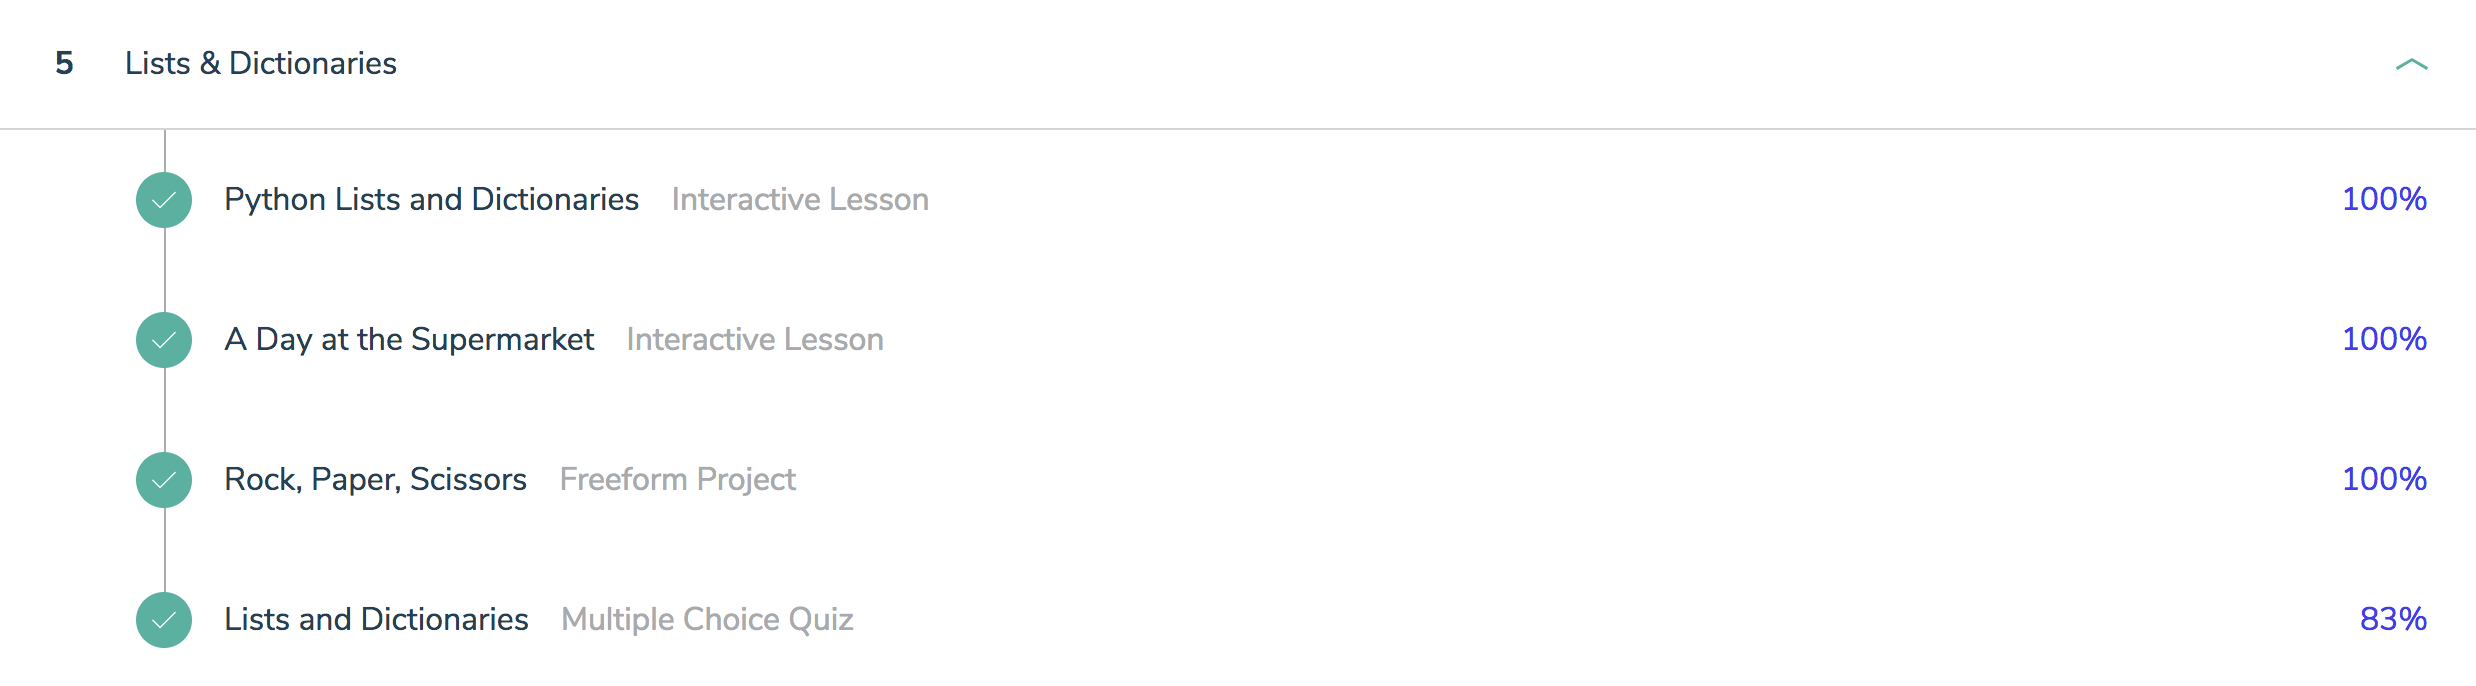 5 Lists & Dictionaries
Python Lists and Dictionaries Interactive Lesson 100%
A Day at the Supermarket Interactive Lesson 100%
Rock, Paper, Scissors Freeform Project 100%
Lists and Dictionaries Multiple Choice Quiz 83%